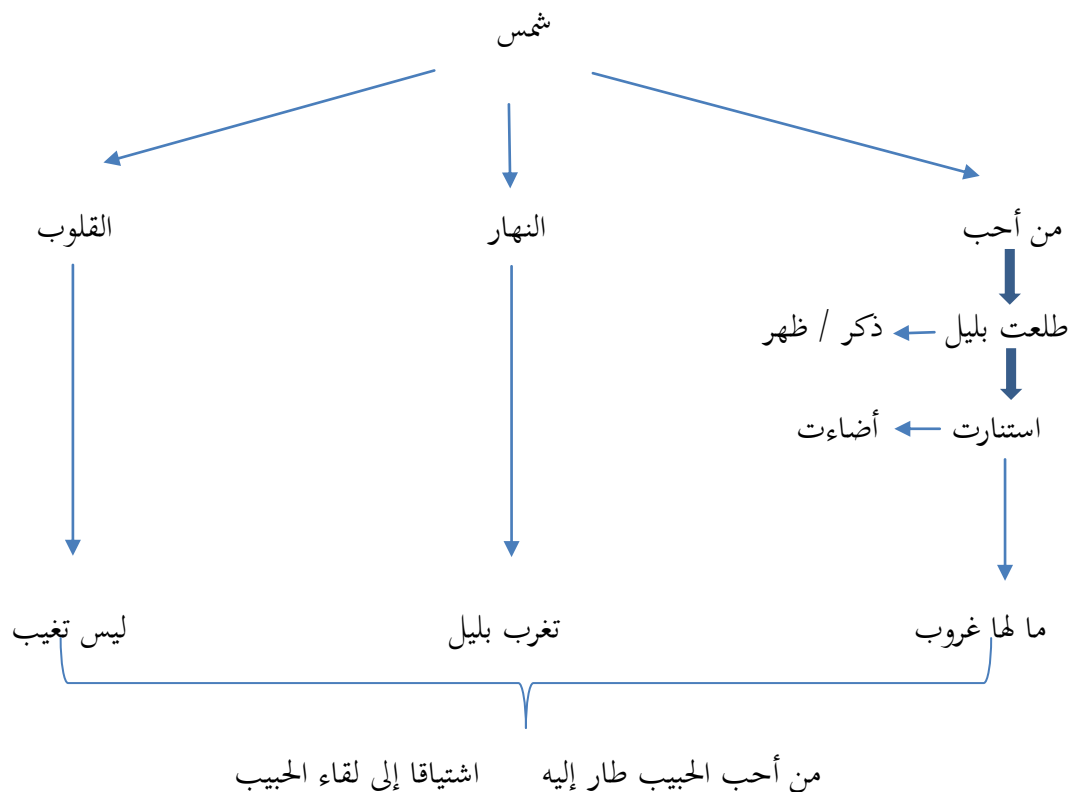 شمس
من أحب النهار القلوب
طلعت بليل ذكر / ظهر
استنارت أضاءت
ما لها غروب تغرب بليل ليس تغيب
من أحب الحبيب طار إليه اشتياقا إلى لقاء الحبيب